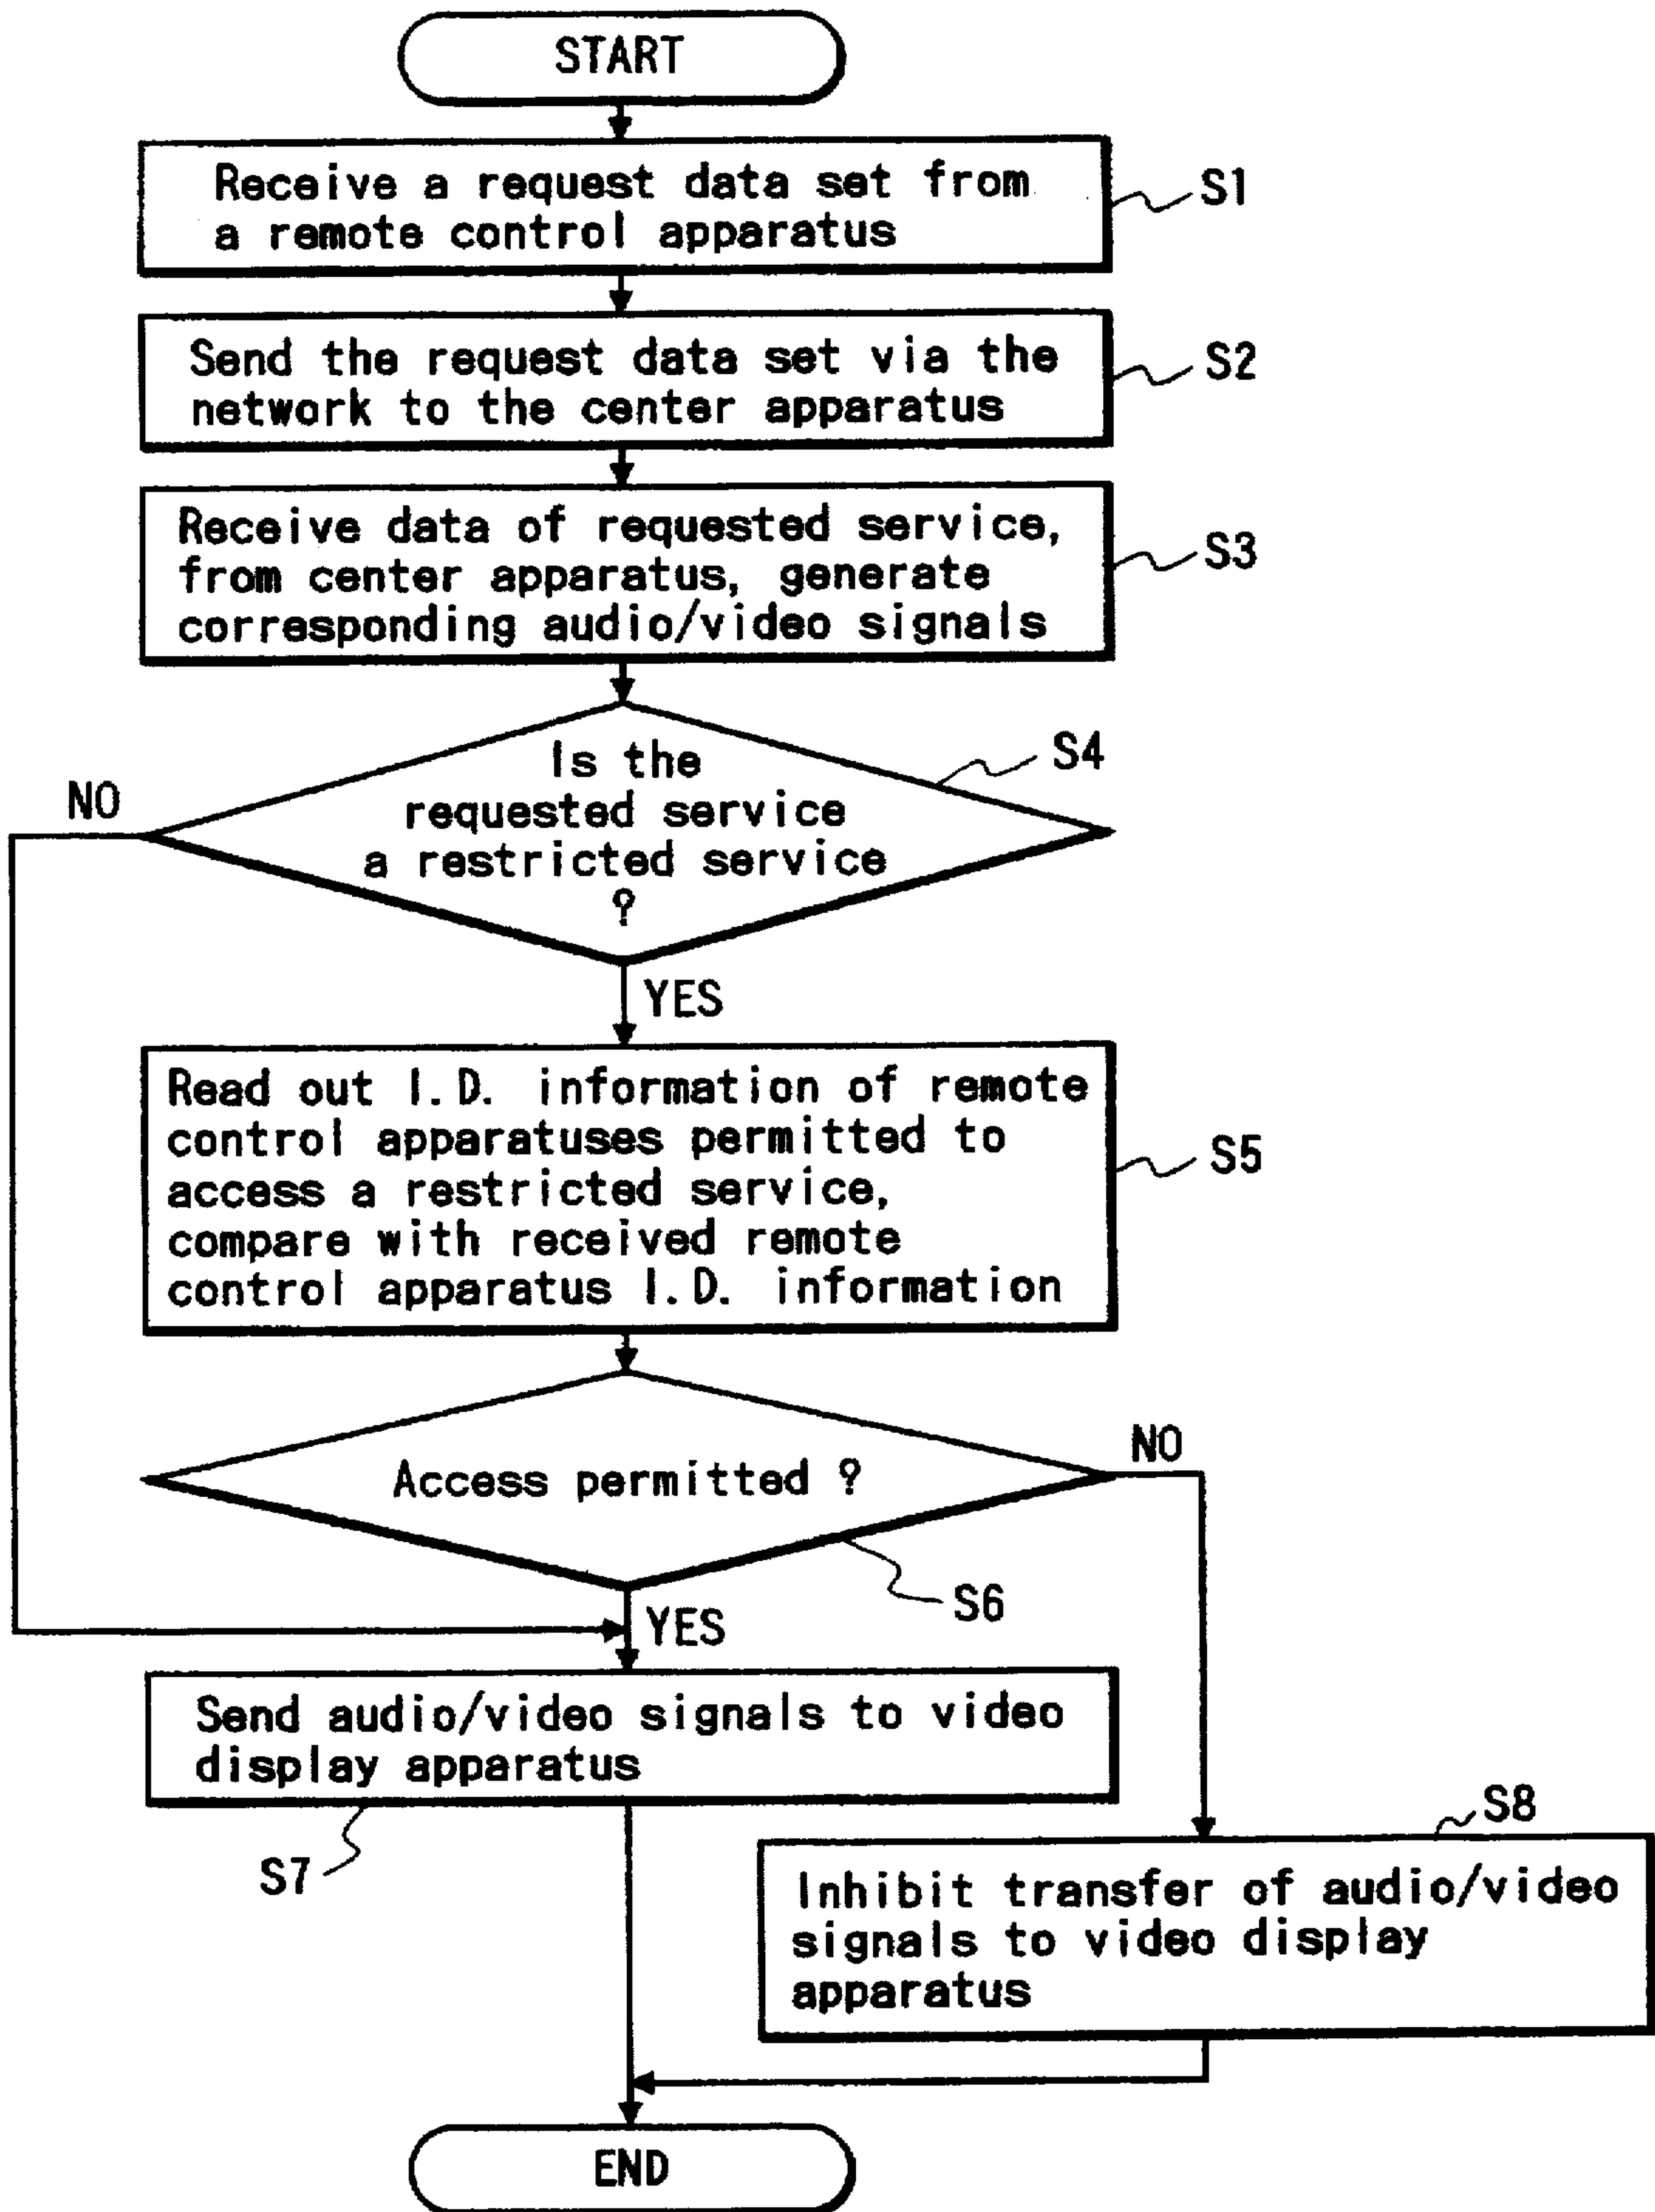 START
Receive a request data set from
a remote control apparatus
S1
Send the request data set via the
network to the center apparatus
S2
Receive data of requested service,
from center apparatus, generate
corresponding audio/video signals
S3
Is the
requested service
a restricted service
?
S4
NO
YES
Read out I.D. information of remote
control apparatuses permitted to
access a restricted service,
compare with received remote
control apparatus I.D. information
S5
Access permitted ?
NO
S6
YES
Send audio/video signals to video
display apparatus
S7
S8
Inhibit transfer of audio/video
signals to video display
apparatus
END